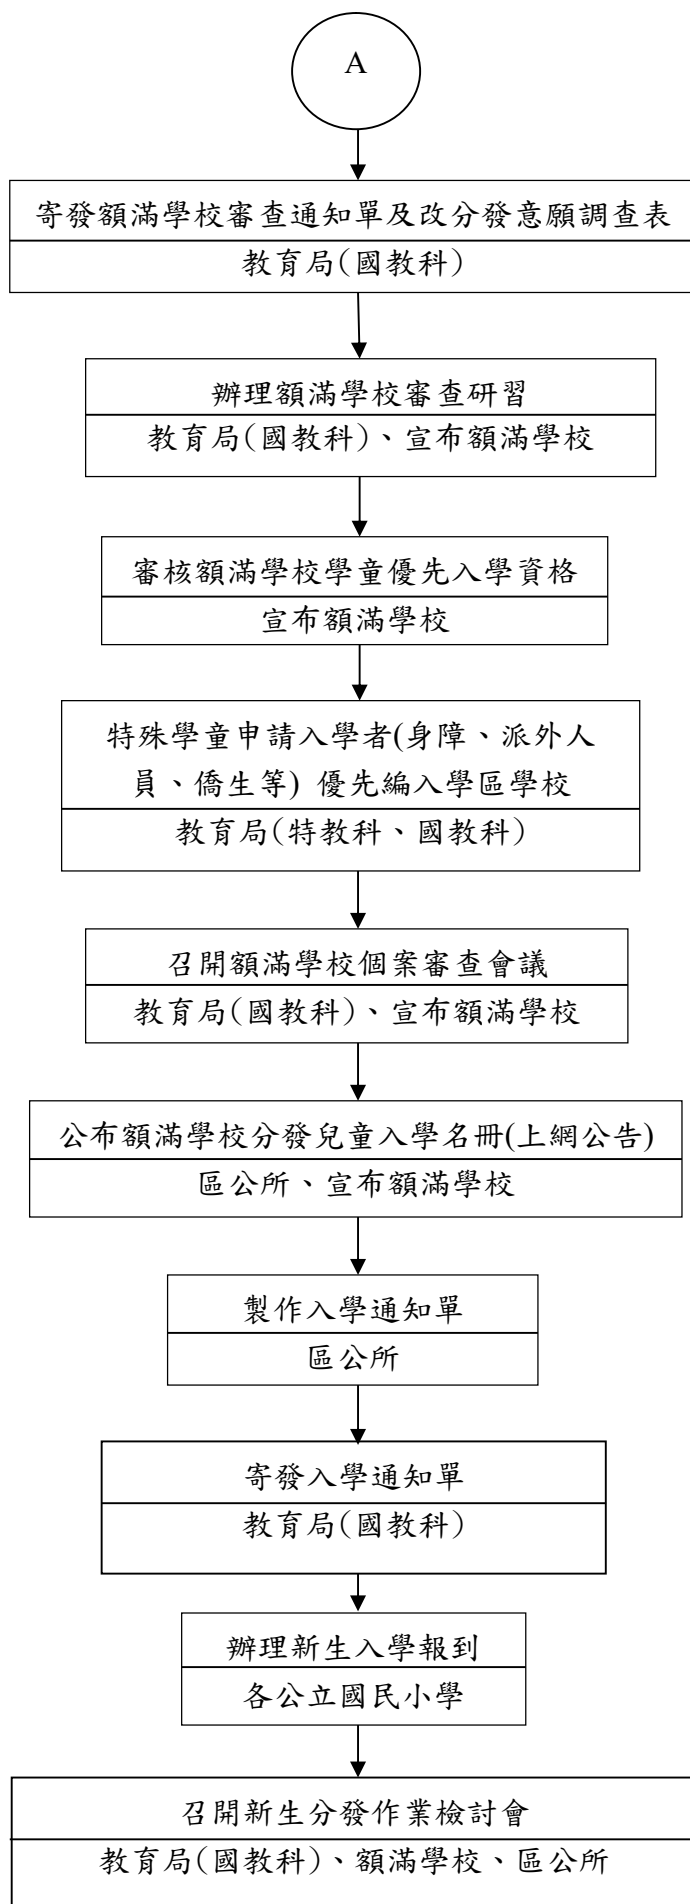 A
寄發額滿學校審查通知單及改分發意願調查表
教育局(國教科)
辦理額滿學校審查研習
教育局(國教科)、宣布額滿學校
審核額滿學校學童優先入學資格
宣布額滿學校
特殊學童申請入學者(身障、派外人
員、僑生等) 優先編入學區學校
教育局(特教科、國教科)
召開額滿學校個案審查會議
教育局(國教科)、宣布額滿學校
公布額滿學校分發兒童入學名冊(上網公告)
區公所、宣布額滿學校
製作入學通知單
區公所
寄發入學通知單
教育局(國教科)
辦理新生入學報到
各公立國民小學
召開新生分發作業檢討會
教育局(國教科)、額滿學校、區公所